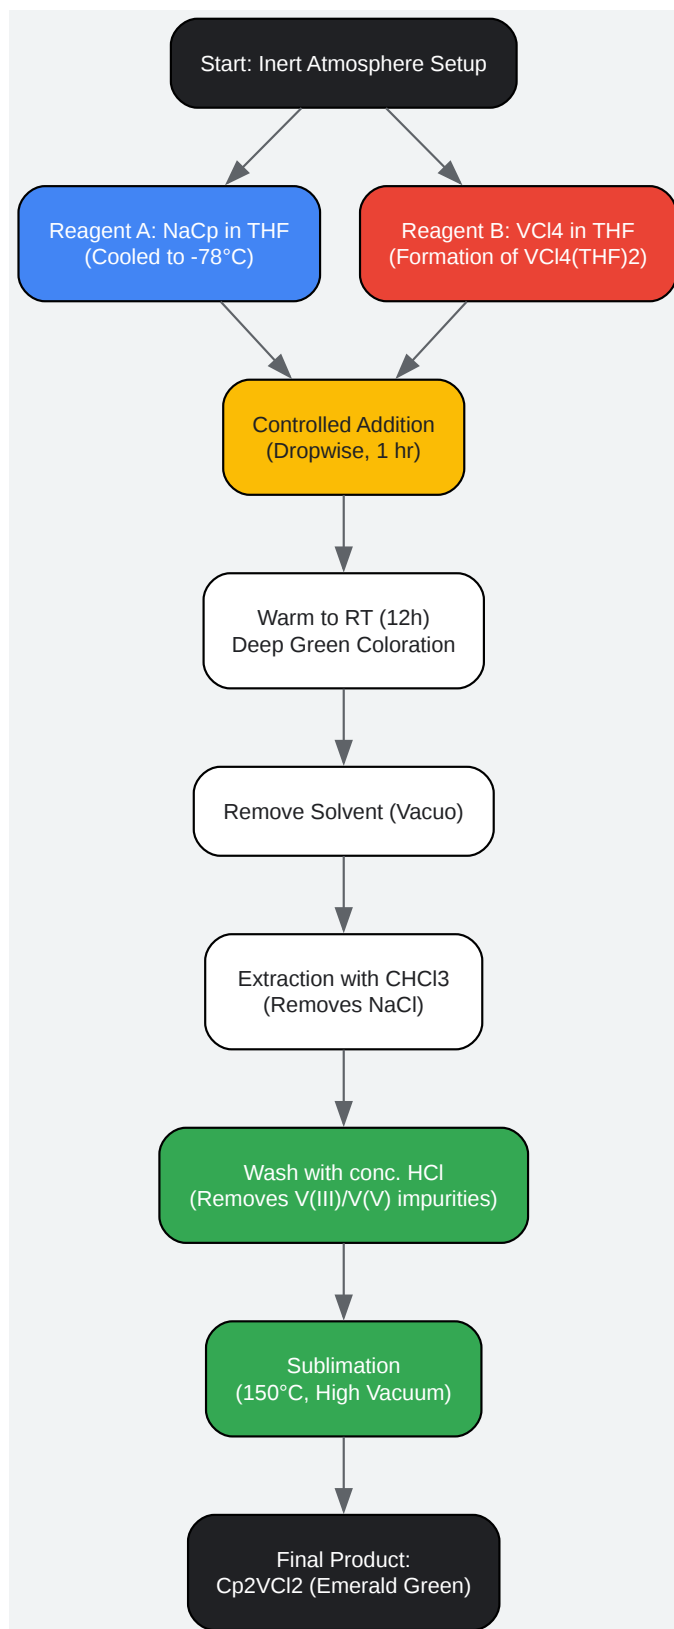 Start: Inert Atmosphere Setup
Reagent A: NaCp in THF
(Cooled to -78°C)
Reagent B: VCl4 in THF
(Formation of VCl4(THF)2)
Controlled Addition
(Dropwise, 1 hr)
Warm to RT (12h)
Deep Green Coloration
Remove Solvent (Vacuo)
Extraction with CHCl3
(Removes NaCl)
Wash with conc. HCl
(Removes V(III)/V(V) impurities)
Sublimation
(150°C, High Vacuum)
Final Product:
Cp2VCl2 (Emerald Green)